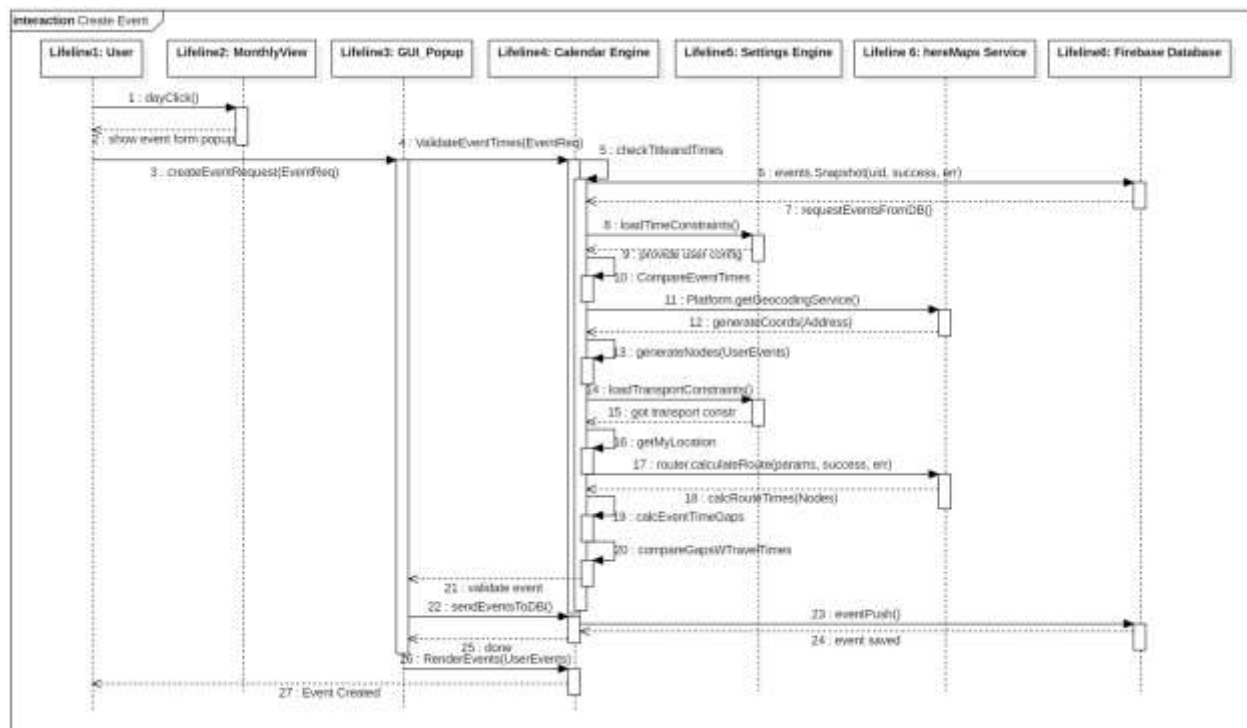 interaction Create Event
Lifeline1: User
Lifeline2: MonthlyView
Lifeline3: GUI_Popup
Lifeline4: Calendar Engine
Lifeline5: Settings Engine
Lifeline 6: hereMaps Service
Lifeline6: Firebase Database
1 : dayClick()
2 : show event form popup
3 : createEventRequest(EventReq)
4 : ValidateEventTimes(EventReq)
5 : checkTitleandTimes
6 : events.Snapshot(uid, success, err)
7 : requestEventsFromDB()
8 : loadTimeConstraints()
9 : provide user config
10 : CompareEventTimes
11 : Platform.getGeocodingService()
12 : generateCoords(Address)
13 : generateNodes(UserEvents)
14 : loadTransportConstraints()
15 : got transport constr
16 : getMyLocation
17 : router.calculateRoute(params, success, err)
18 : calcRouteTimes(Nodes)
19 : calcEventTimeGaps
20 : compareGapsWTravelTimes
21 : validate event
22 : sendEventsToDB()
23 : eventPush()
24 : event saved
25 : done
26 : RenderEvents(UserEvents)
27 : Event Created